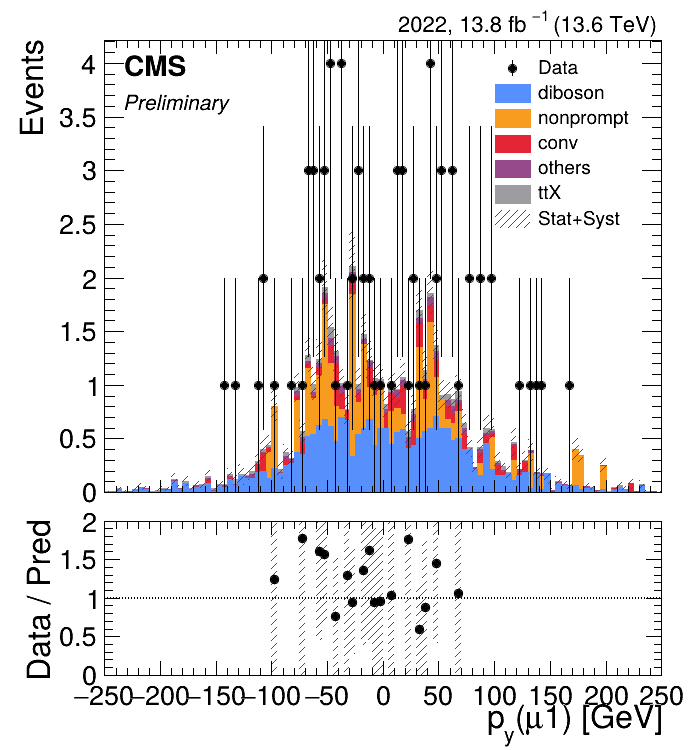 2022, 13.8 fb⁻¹ (13.6 TeV)
CMS
Preliminary
Events
Data
diboson
nonprompt
conv
others
ttX
Stat+Syst
4
3.5
3
2.5
2
1.5
1
0.5
0
Data / Pred
2
1.5
1
0.5
0
−250 −200 −150 −100 −50 0 50 100 150 200 250
p_y(μ1) [GeV]